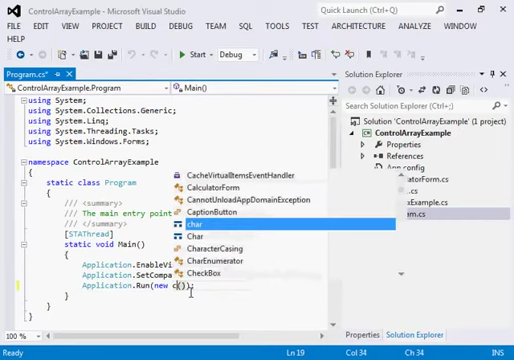 ControlArrayExample - Microsoft Visual Studio
Quick Launch (Ctrl+Q)
FILE EDIT VIEW PROJECT BUILD DEBUG TEAM SQL TOOLS TEST ARCHITECTURE ANALYZE WINDOW
HELP
Start Debug
Program.cs*
ControlArrayExample.Program
Main()
using System;
using System.Collections.Generic;
using System.Linq;
using System.Threading.Tasks;
using System.Windows.Forms;
namespace ControlArrayExample
static class Program
{
/// <summary>
/// The main entry point
/// </summary>
[STAThread]
static void Main()
{
Application.EnableVi
Application.SetCompa
Application.Run(new c());
}
}
}
CacheVirtualItemsEventHandler
CalculatorForm
CannotUnloadAppDomainException
CaptionButton
char
Char
CharacterCasing
CharEnumerator
CheckBox
100 %
Solution Explorer
Search Solution Explorer (Ctrl+;)
Solution 'ControlArrayExample' (1 project)
ControlArrayExample
Properties
References
App.config
atorForm.cs
.cs
xExample.cs
am.cs
Properties Solution Explorer
Ready
Ln 19
Col 34
Ch 34
INS